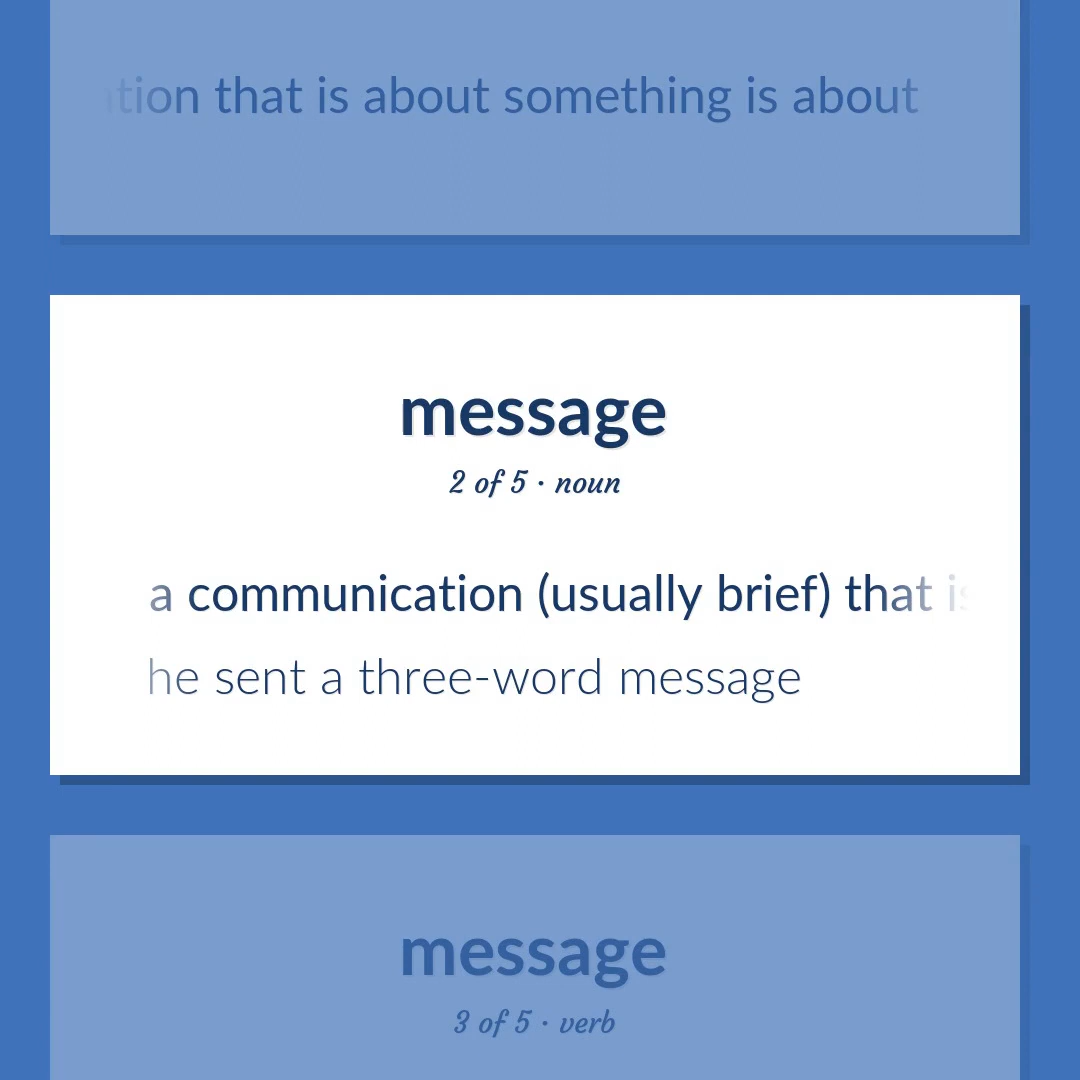 that is about something is about
message
2 of 5 · noun
a communication (usually brief) that is
he sent a three-word message
message
3 of 5 · verb